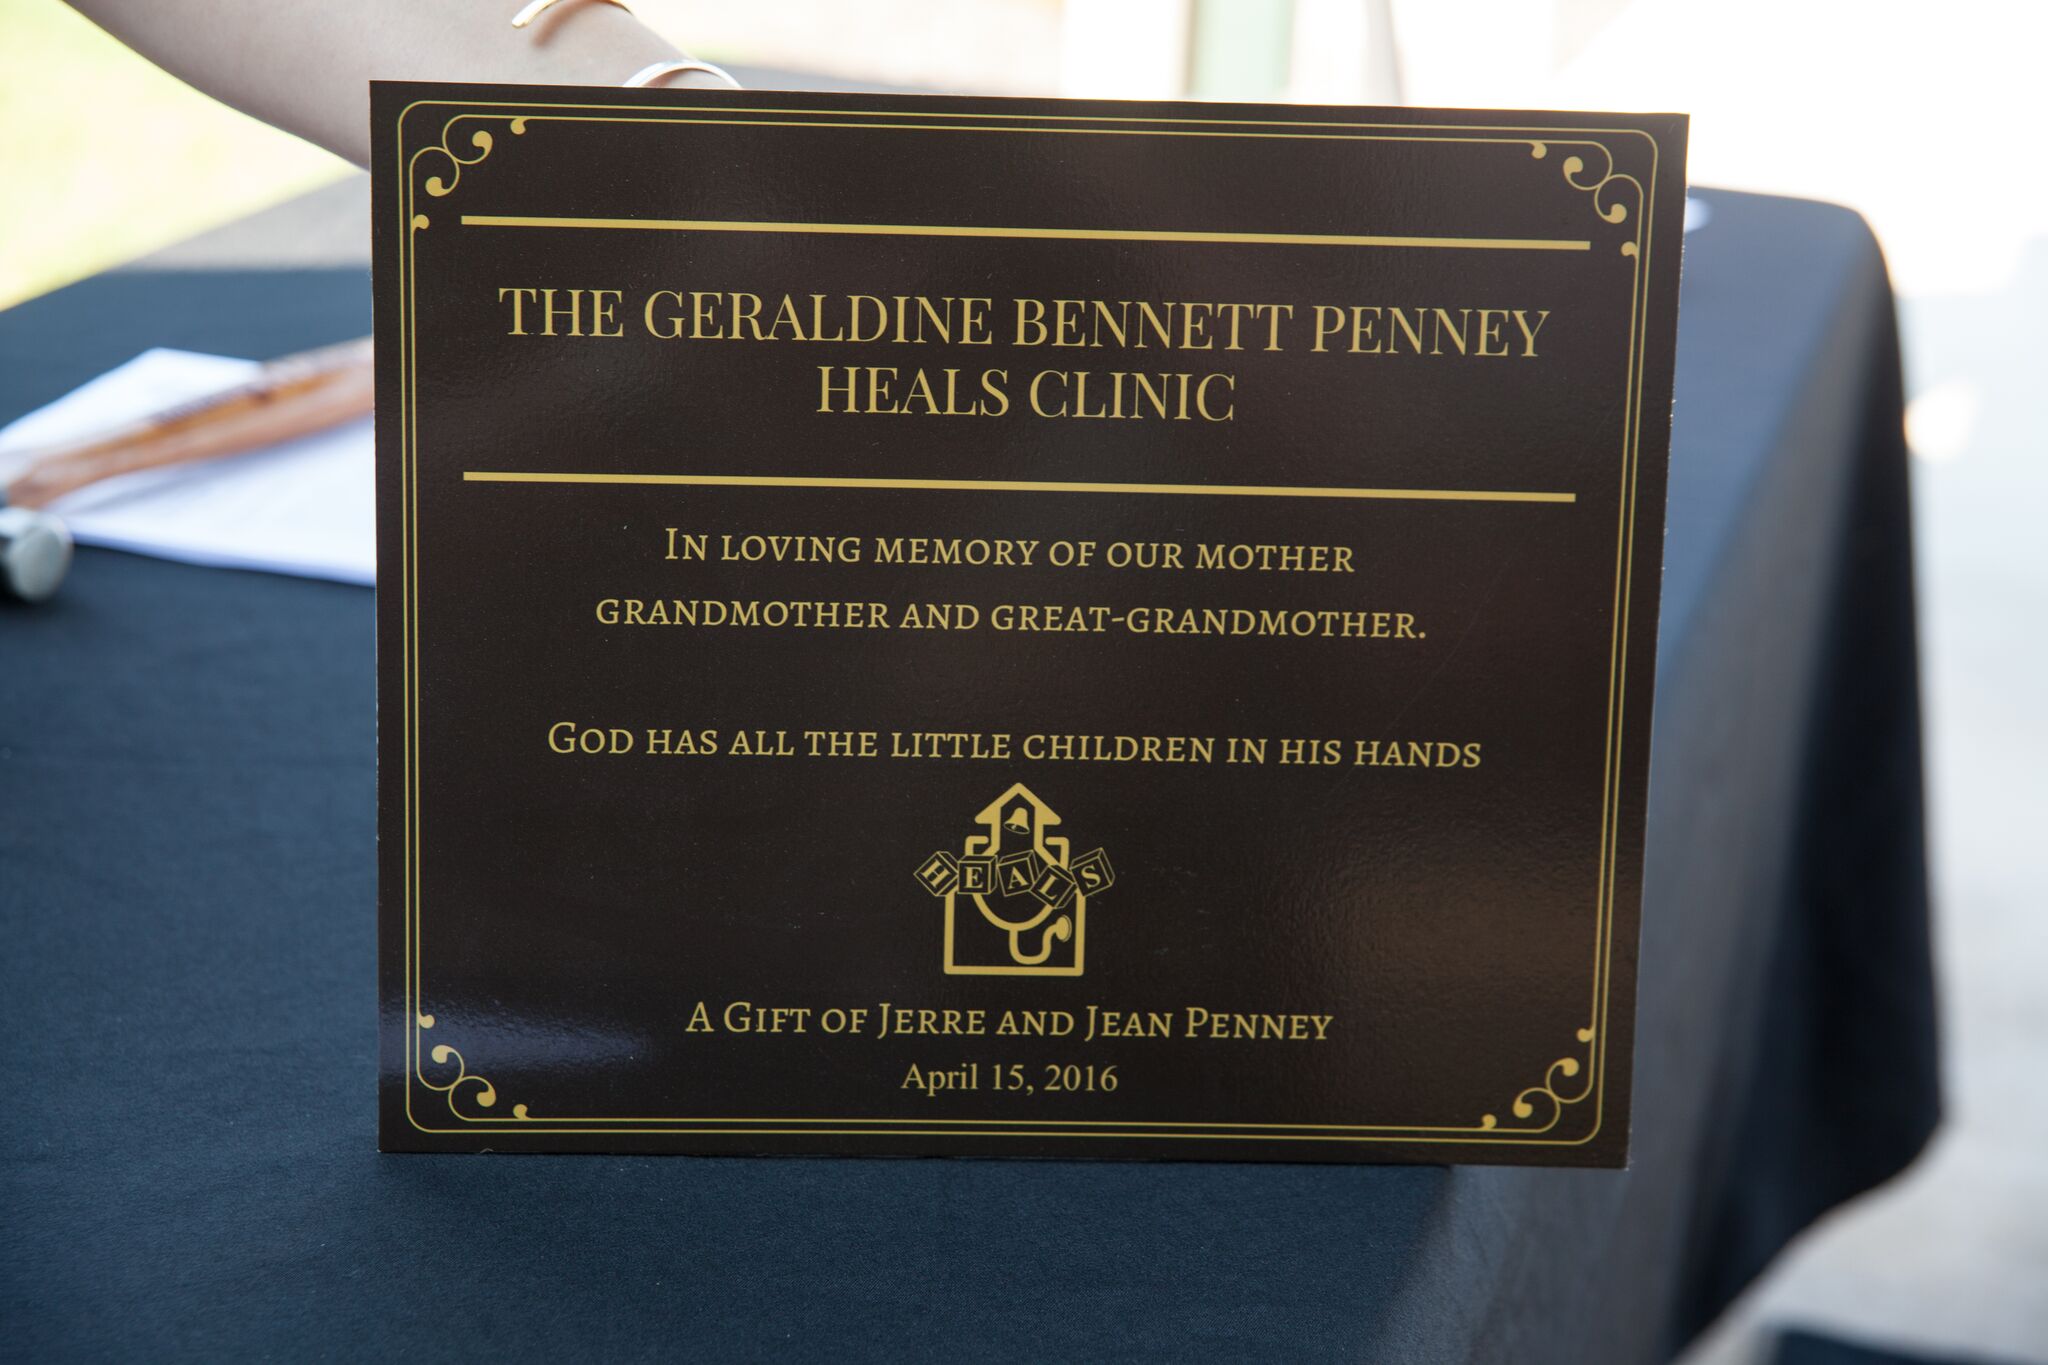 THE GERALDINE BENNETT PENNEY
HEALS CLINIC
IN LOVING MEMORY OF OUR MOTHER
GRANDMOTHER AND GREAT-GRANDMOTHER.
GOD HAS ALL THE LITTLE CHILDREN IN HIS HANDS
HEALS
A GIFT OF JERRE AND JEAN PENNEY
April 15, 2016